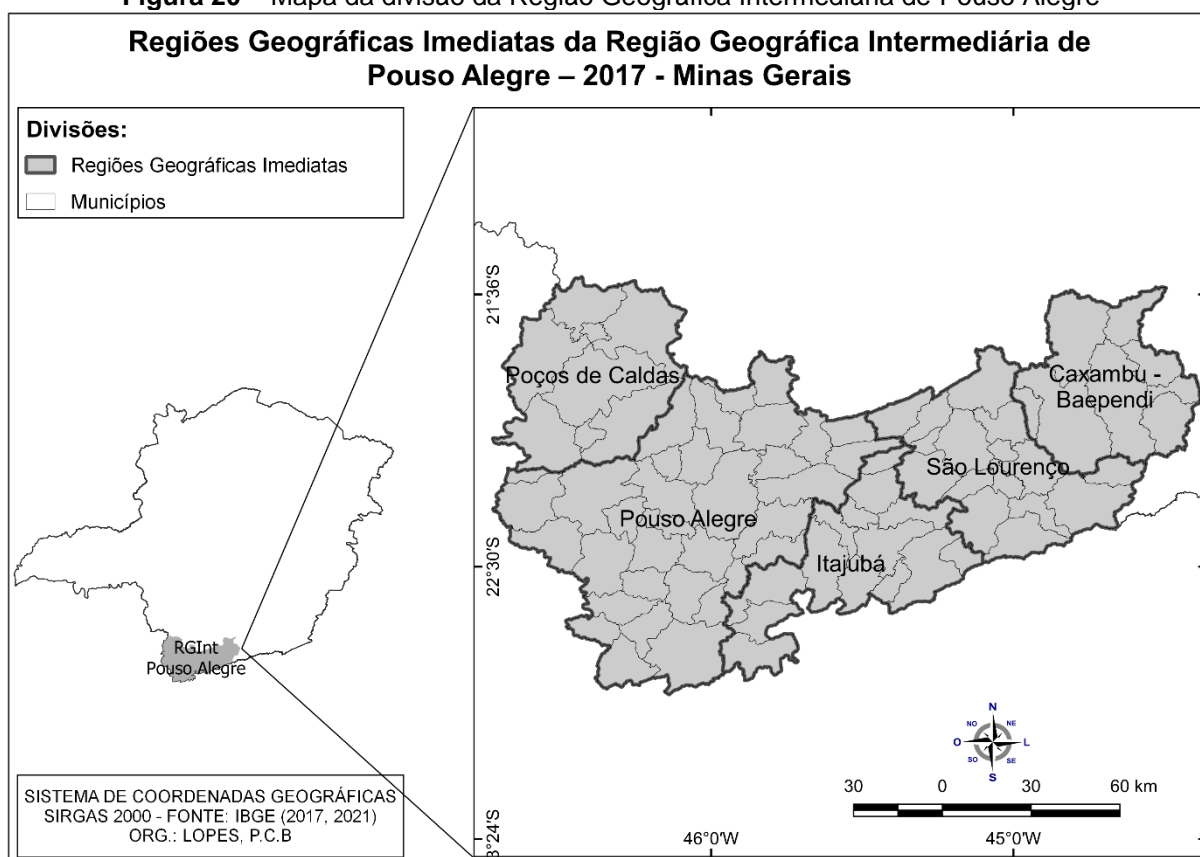 Figura 20 – Mapa da divisão da Região Geográfica Intermediária de Pouso Alegre
Regiões Geográficas Imediatas da Região Geográfica Intermediária de
Pouso Alegre – 2017 - Minas Gerais
Divisões:
Regiões Geográficas Imediatas
Municípios
21°36'S
22°30'S
3°24'S
46°0'W
45°0'W
Poços de Caldas
Caxambu -
Baependi
São Lourenço
Pouso Alegre
Itajubá
RGInt
Pouso Alegre
N
NO
NE
O
L
SO
SE
S
30 0 30 60 km
SISTEMA DE COORDENADAS GEOGRÁFICAS
SIRGAS 2000 - FONTE: IBGE (2017, 2021)
ORG.: LOPES, P.C.B